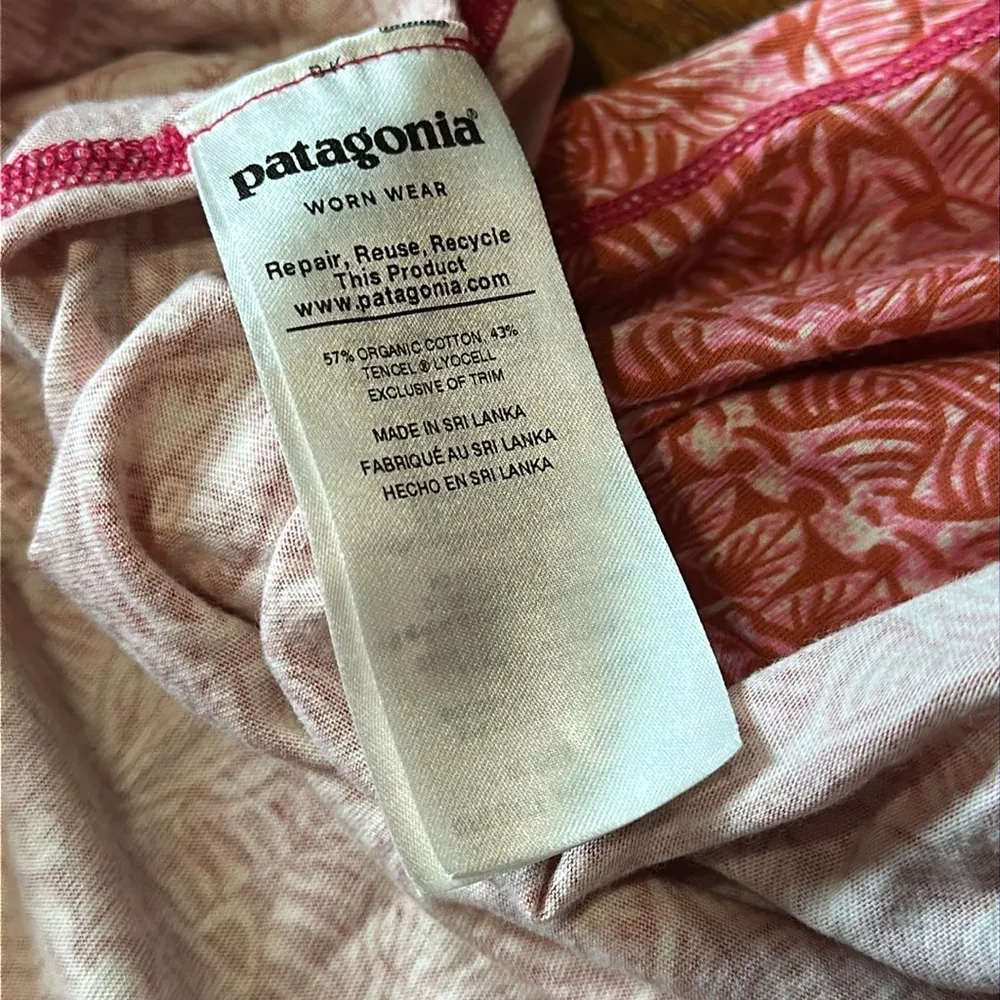 patagonia®
WORN WEAR
Repair, Reuse, Recycle
This Product
www.patagonia.com
57% ORGANIC COTTON, 43%
TENCEL® LYOCELL
EXCLUSIVE OF TRIM
MADE IN SRI LANKA
FABRIQUÉ AU SRI LANKA
HECHO EN SRI LANKA